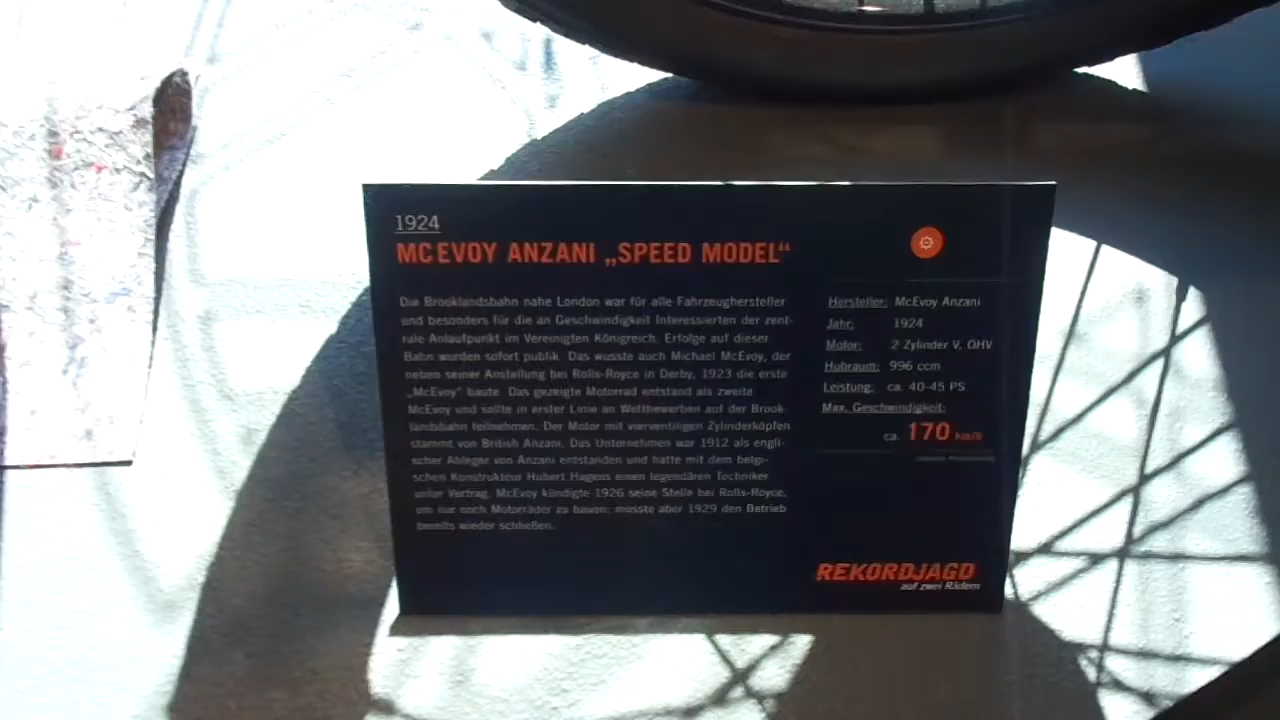 1924
MCEVOY ANZANI „SPEED MODEL“
Die Brooklandsbahn nahe London war für alle Fahrzeughersteller
und besonders für die an Geschwindigkeit Interessierten der zent-
rale Anlaufpunkt im Vereinigten Königreich. Erfolge auf dieser
Bahn wurden sofort publik. Das wusste auch Michael McEvoy, der
neben seiner Anstellung bei Rolls-Royce in Derby, 1923 die erste
„McEvoy“ baute. Das gezeigte Motorrad entstand als zweite
McEvoy und sollte in erster Linie an Wettbewerben auf der Brook-
landsbahn teilnehmen. Der Motor mit vierventiligen Zylinderköpfen
stammt von British Anzani. Das Unternehmen war 1912 als engli-
scher Ableger von Anzani entstanden und hatte mit dem belgi-
schen Konstrukteur Hubert Hagens einen legendären Techniker
unter Vertrag. McEvoy kündigte 1926 seine Stelle bei Rolls-Royce,
um nur noch Motorräder zu bauen; musste aber 1929 den Betrieb
bereits wieder schließen.
Hersteller: McEvoy Anzani
Jahr: 1924
Motor: 2 Zylinder V, OHV
Hubraum: 996 ccm
Leistung: ca. 40-45 PS
Max. Geschwindigkeit:
ca. 170 km/h
REKORDJAGD
auf zwei Rädern